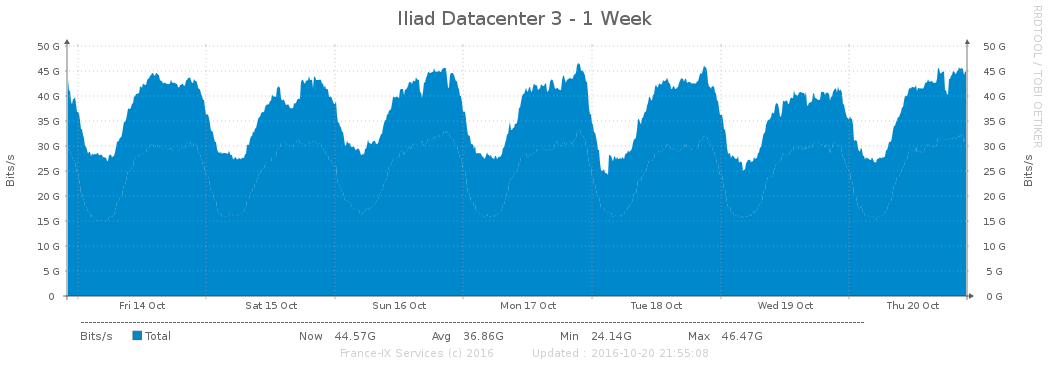 Iliad Datacenter 3 - 1 Week
RRDTOOL / TOBI OETIKER
50 G 50 G
45 G 45 G
40 G 40 G
35 G 35 G
30 G 30 G
25 G 25 G
20 G 20 G
15 G 15 G
10 G 10 G
5 G 5 G
0 0 G
Bits/s
Bits/s
Fri 14 Oct Sat 15 Oct Sun 16 Oct Mon 17 Oct Tue 18 Oct Wed 19 Oct Thu 20 Oct
Bits/s Total Now 44.57G Avg 36.86G Min 24.14G Max 46.47G
France-IX Services (c) 2016 Updated : 2016-10-20 21:55:08